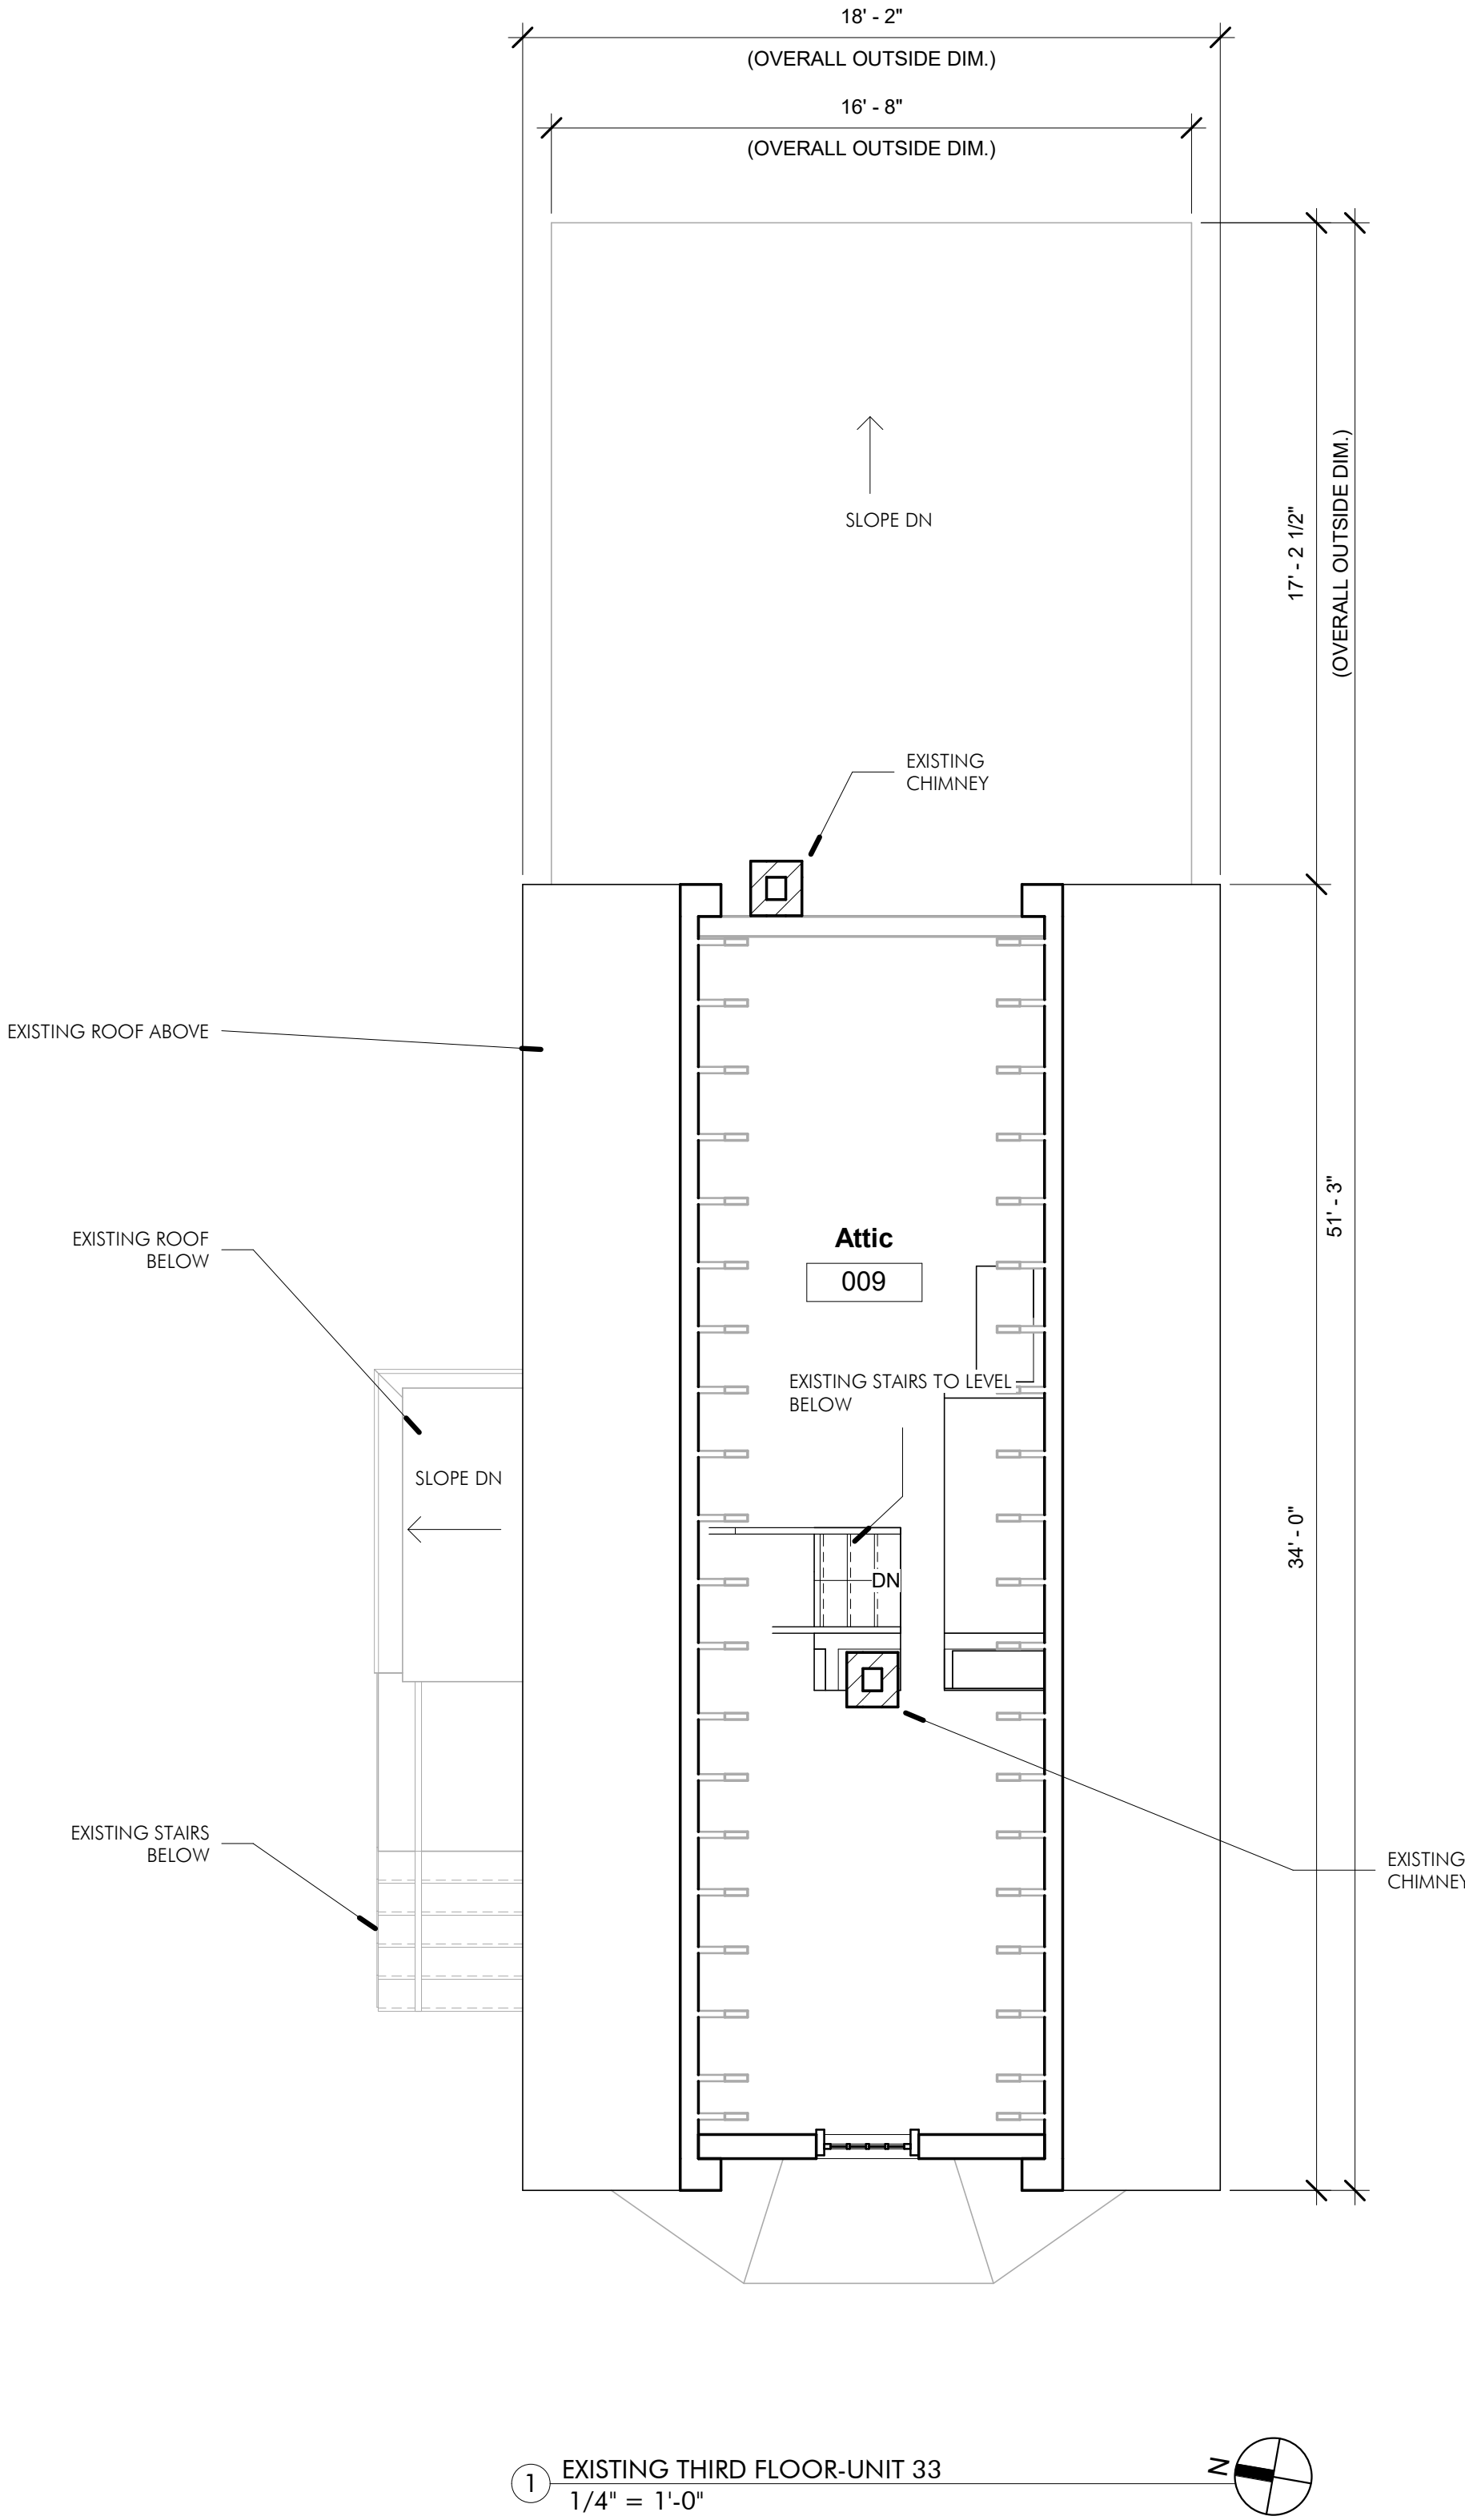 18' - 2"
(OVERALL OUTSIDE DIM.)
16' - 8"
(OVERALL OUTSIDE DIM.)
SLOPE DN
17' - 2 1/2"
(OVERALL OUTSIDE DIM.)
EXISTING
CHIMNEY
EXISTING ROOF ABOVE
51' - 3"
EXISTING ROOF
BELOW
Attic
009
EXISTING STAIRS TO LEVEL
BELOW
SLOPE DN
34' - 0"
DN
EXISTING STAIRS
BELOW
EXISTING
CHIMNEY
1
EXISTING THIRD FLOOR-UNIT 33
1/4" = 1'-0"
N